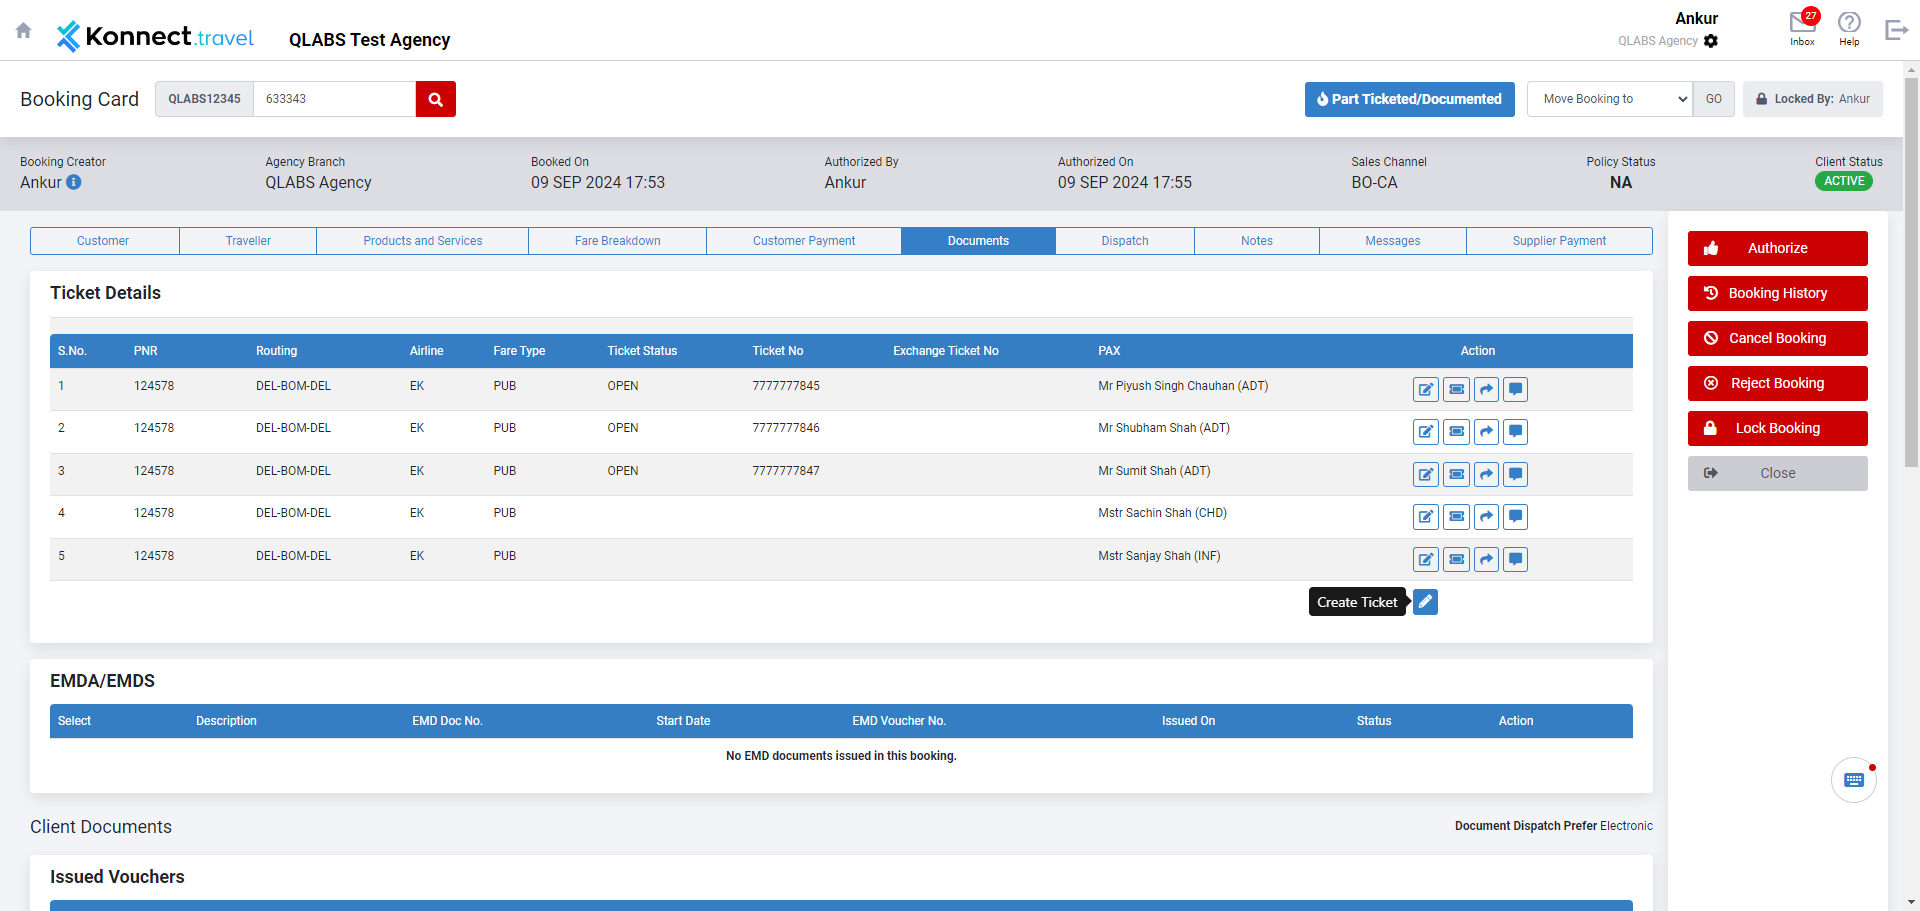 Konnect.travel
QLABS Test Agency
Ankur
QLABS Agency
27
Inbox
Help
Booking Card
QLABS12345
633343
Part Ticketed/Documented
Move Booking to
GO
Locked By: Ankur
Booking Creator
Ankur
Agency Branch
QLABS Agency
Booked On
09 SEP 2024 17:53
Authorized By
Ankur
Authorized On
09 SEP 2024 17:55
Sales Channel
BO-CA
Policy Status
NA
Client Status
ACTIVE
Customer
Traveller
Products and Services
Fare Breakdown
Customer Payment
Documents
Dispatch
Notes
Messages
Supplier Payment
Authorize
Booking History
Cancel Booking
Reject Booking
Lock Booking
Close
Ticket Details
S.No. PNR Routing Airline Fare Type Ticket Status Ticket No Exchange Ticket No PAX Action
1 124578 DEL-BOM-DEL EK PUB OPEN 7777777845 Mr Piyush Singh Chauhan (ADT)
2 124578 DEL-BOM-DEL EK PUB OPEN 7777777846 Mr Shubham Shah (ADT)
3 124578 DEL-BOM-DEL EK PUB OPEN 7777777847 Mr Sumit Shah (ADT)
4 124578 DEL-BOM-DEL EK PUB Mstr Sachin Shah (CHD)
5 124578 DEL-BOM-DEL EK PUB Mstr Sanjay Shah (INF)
Create Ticket
EMDA/EMDS
Select Description EMD Doc No. Start Date EMD Voucher No. Issued On Status Action
No EMD documents issued in this booking.
Client Documents
Document Dispatch Prefer Electronic
Issued Vouchers